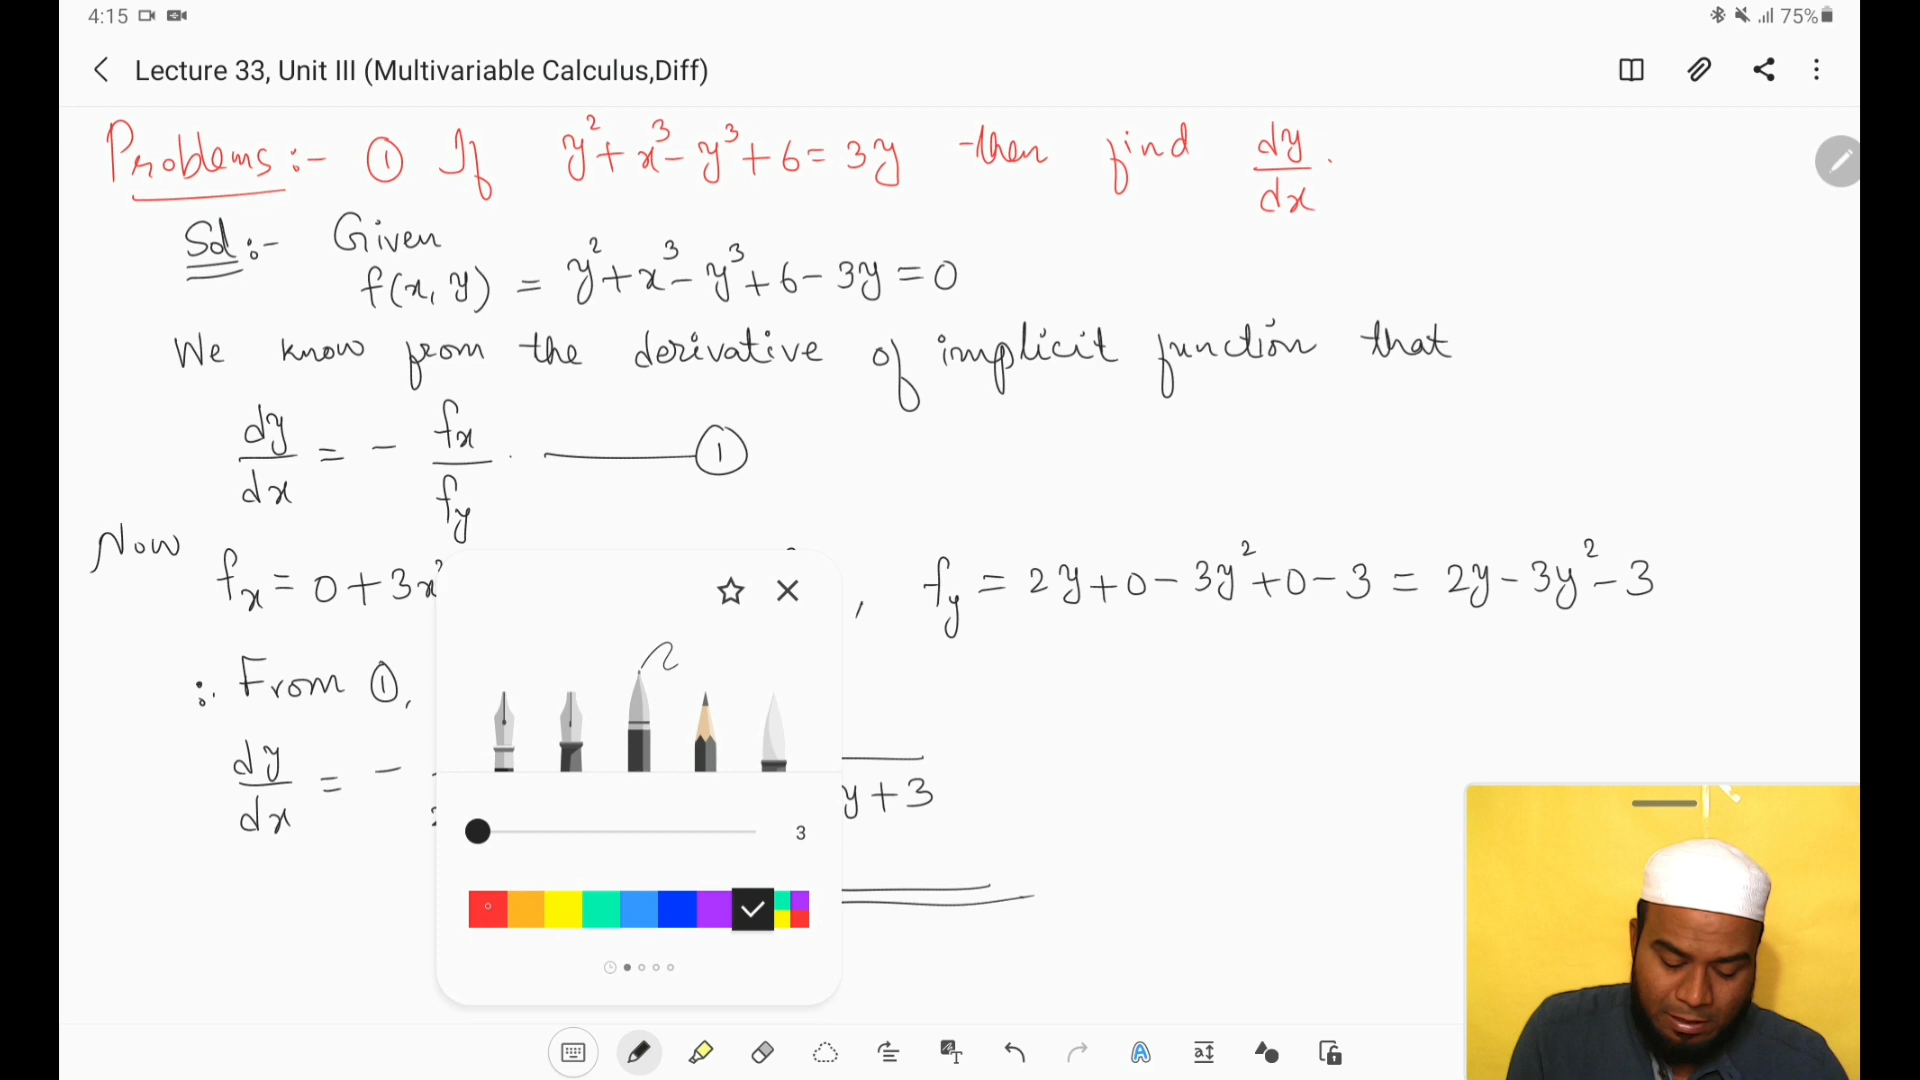 4:15 75%
Lecture 33, Unit III (Multivariable Calculus,Diff)
Problems :- ① If y²+x³-y³+6=3y then find dy/dx.
Sol :- Given
f(x, y) = y²+x³-y³+6-3y=0
We know from the derivative of implicit function that
dy/dx = - fx/fy . ———①
Now
fx = 0+3x² , fy = 2y+0-3y²+0-3 = 2y-3y²-3
∴ From ①,
dy/dx = - y+3
3